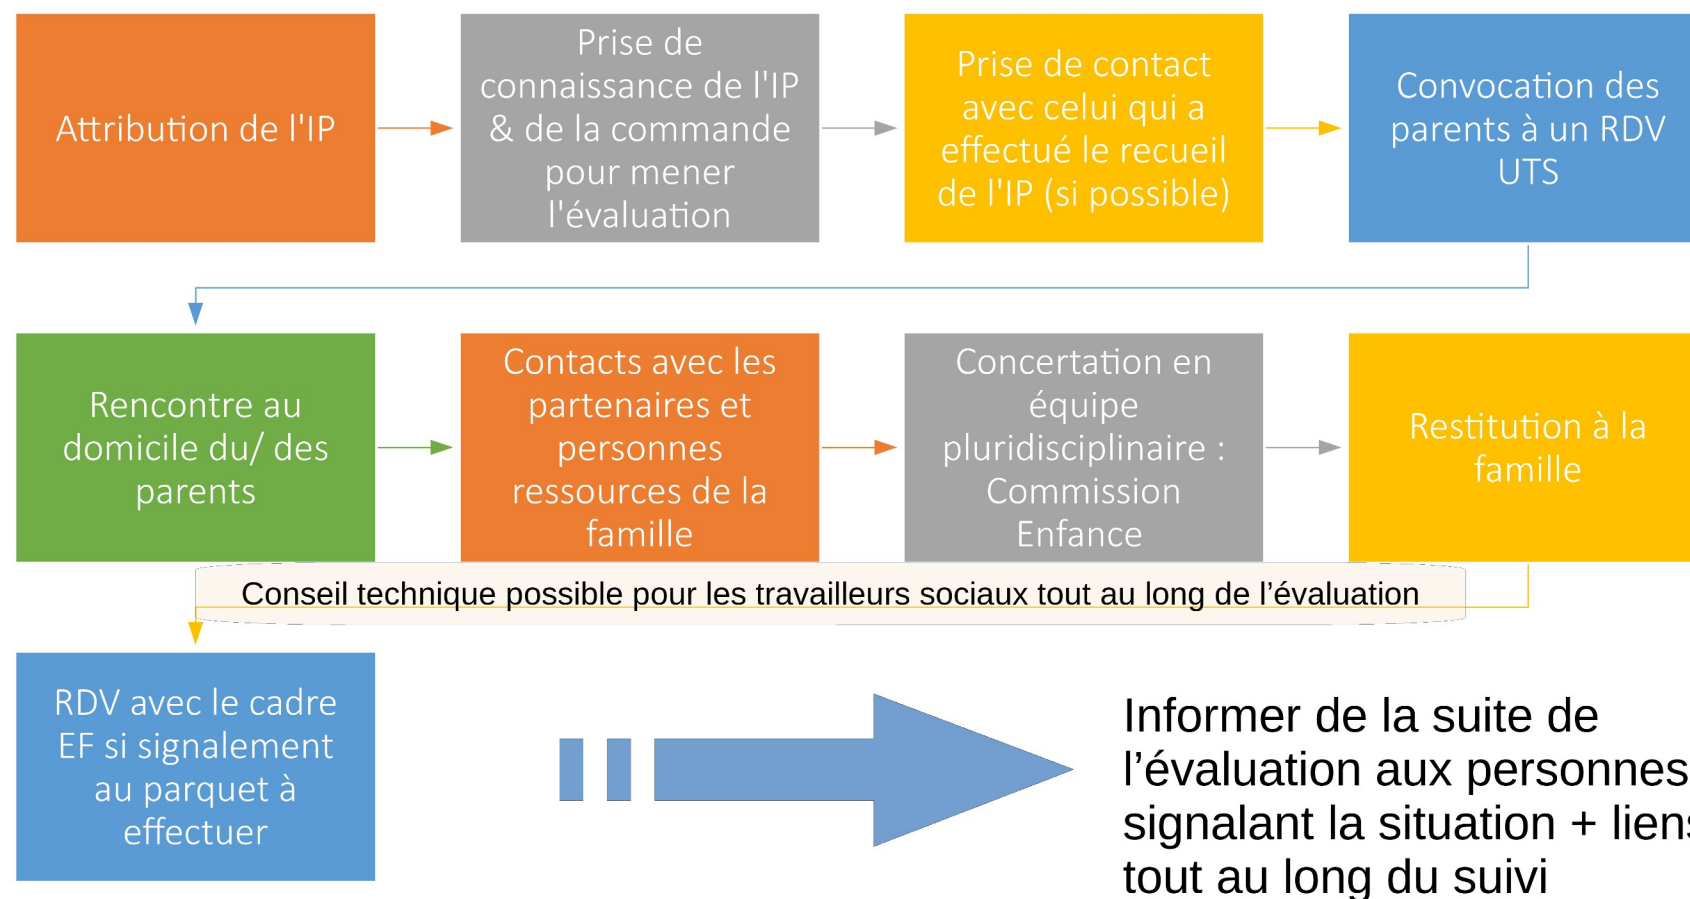 Attribution de l'IP
Prise de
connaissance de l'IP
& de la commande
pour mener
l'évaluation
Prise de contact
avec celui qui a
effectué le recueil
de l'IP (si possible)
Convocation des
parents à un RDV
UTS
Rencontre au
domicile du/ des
parents
Contacts avec les
partenaires et
personnes
ressources de la
famille
Concertation en
équipe
pluridisciplinaire :
Commission
Enfance
Restitution à la
famille
Conseil technique possible pour les travailleurs sociaux tout au long de l’évaluation
RDV avec le cadre
EF si signalement
au parquet à
effectuer
Informer de la suite de
l’évaluation aux personnes
signalant la situation + liens
tout au long du suivi